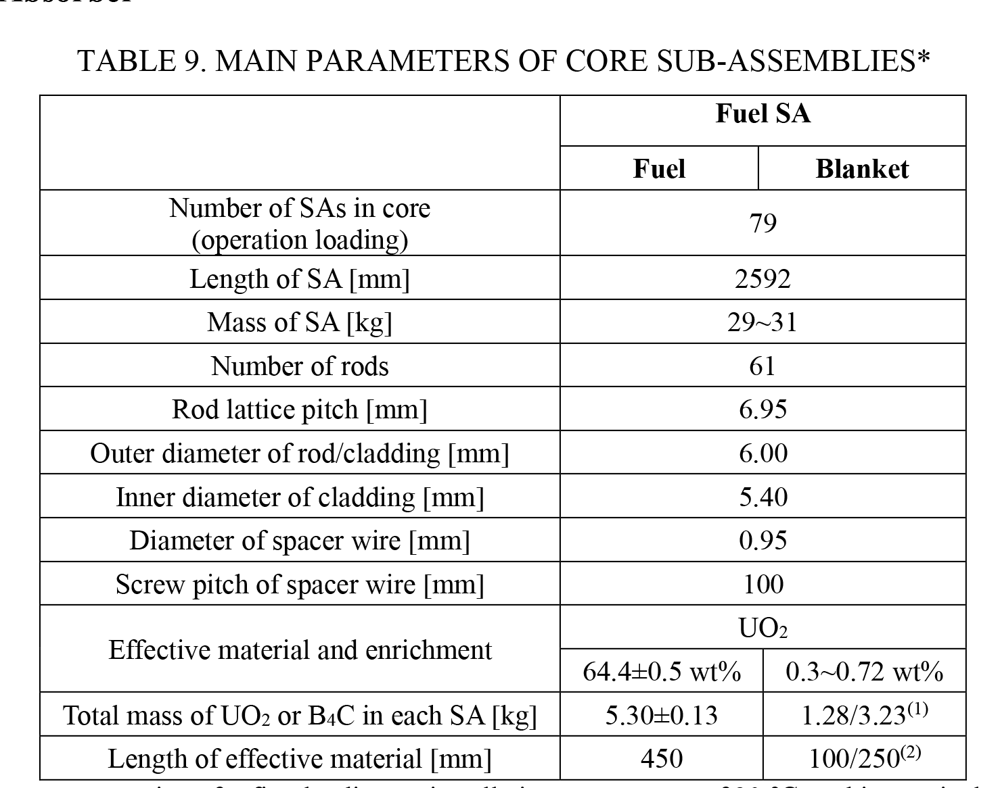 TABLE 9. MAIN PARAMETERS OF CORE SUB-ASSEMBLIES*
Fuel SA
Fuel Blanket
Number of SAs in core
(operation loading) 79
Length of SA [mm] 2592
Mass of SA [kg] 29~31
Number of rods 61
Rod lattice pitch [mm] 6.95
Outer diameter of rod/cladding [mm] 6.00
Inner diameter of cladding [mm] 5.40
Diameter of spacer wire [mm] 0.95
Screw pitch of spacer wire [mm] 100
Effective material and enrichment UO₂
64.4±0.5 wt% 0.3~0.72 wt%
Total mass of UO₂ or B₄C in each SA [kg] 5.30±0.13 1.28/3.23⁽¹⁾
Length of effective material [mm] 450 100/250⁽²⁾